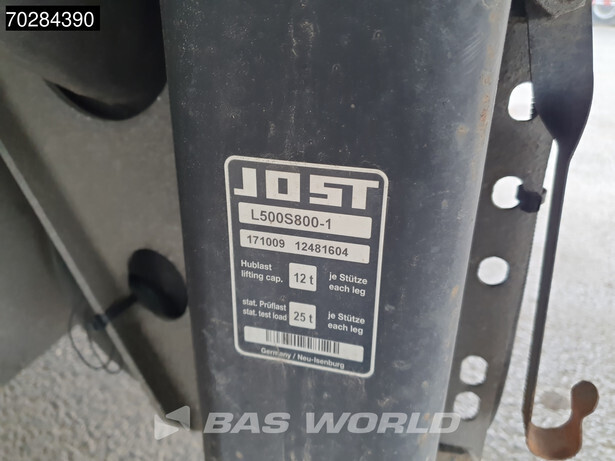 70284390
JOST
L500S800-1
171009 12481604
Hublast
lifting cap.
12 t
je Stütze
each leg
stat. Prüflast
stat. test load
25 t
je Stütze
each leg
Germany / Neu-Isenburg
BAS WORLD